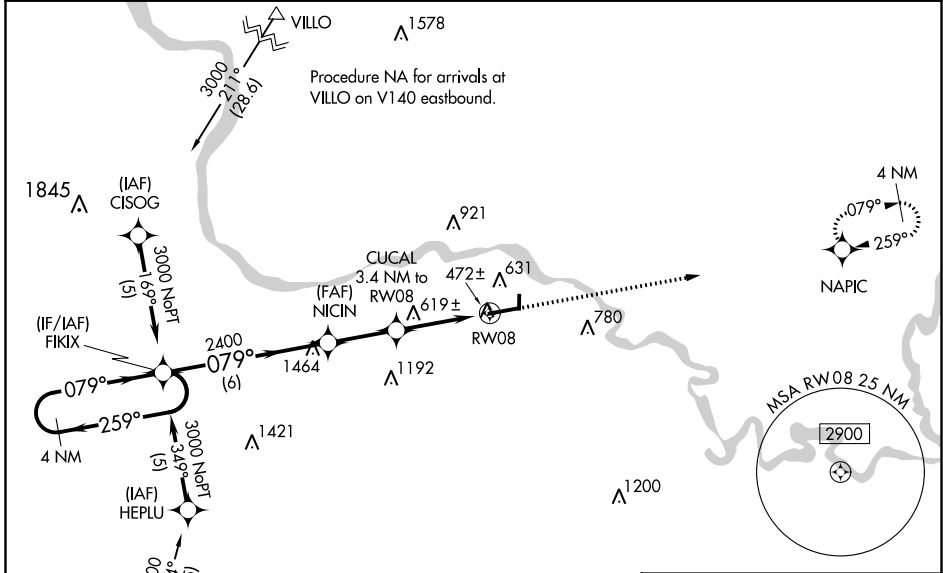 VILLO
1578
Procedure NA for arrivals at
VILLO on V140 eastbound.
3000
211°
(28.6)
1845
(IAF)
CISOG
3000 NoPT
169°
(5)
4 NM
079°
259°
NAPIC
921
CUCAL
3.4 NM to
RW08
472±
631
(FAF)
NICIN
619±
RW08
780
(IF/IAF)
FIKIX
2400
079°
(6)
1464
1192
079°
259°
4 NM
3000 NoPT
349°
(5)
1421
MSA RW08 25 NM
2900
(IAF)
HEPLU
1200